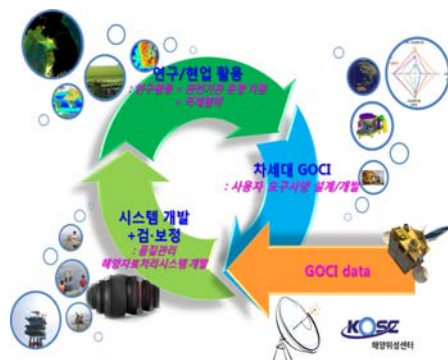 연구/현업 활용
: 연구활용 + 관련기관 운영 지원
+ 국제협력
차세대 GOCI
: 사용자 요구사양 설계/개발
시스템 개발
+검·보정
: 품질관리
해양자료처리시스템 개발
GOCI data
KOSC
해양위성센터